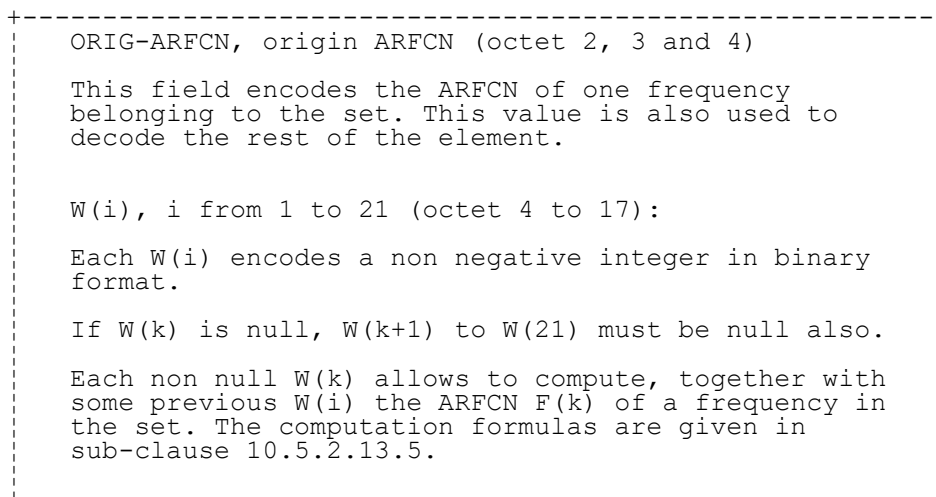 ORIG-ARFCN, origin ARFCN (octet 2, 3 and 4)
This field encodes the ARFCN of one frequency
belonging to the set. This value is also used to
decode the rest of the element.
W(i), i from 1 to 21 (octet 4 to 17):
Each W(i) encodes a non negative integer in binary
format.
If W(k) is null, W(k+1) to W(21) must be null also.
Each non null W(k) allows to compute, together with
some previous W(i) the ARFCN F(k) of a frequency in
the set. The computation formulas are given in
sub-clause 10.5.2.13.5.